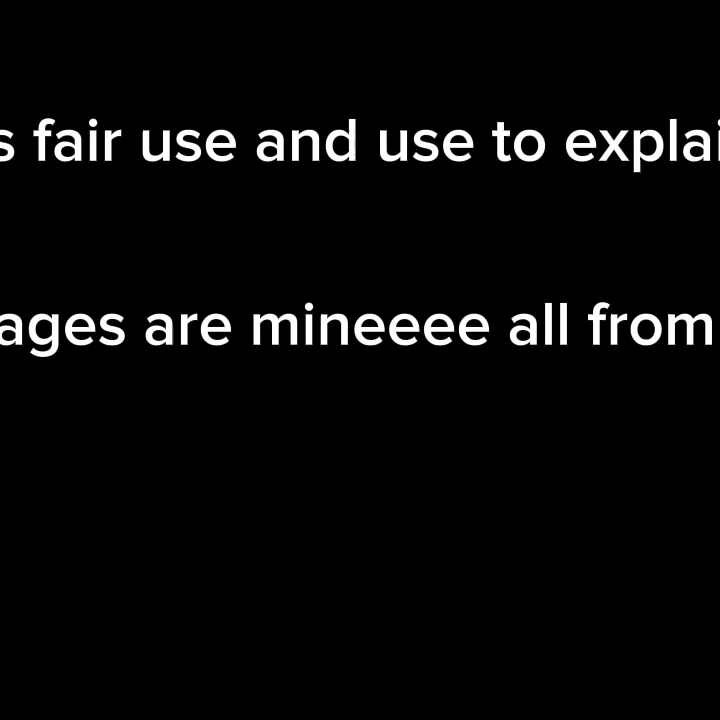 s fair use and use to explai
ages are mineeee all from